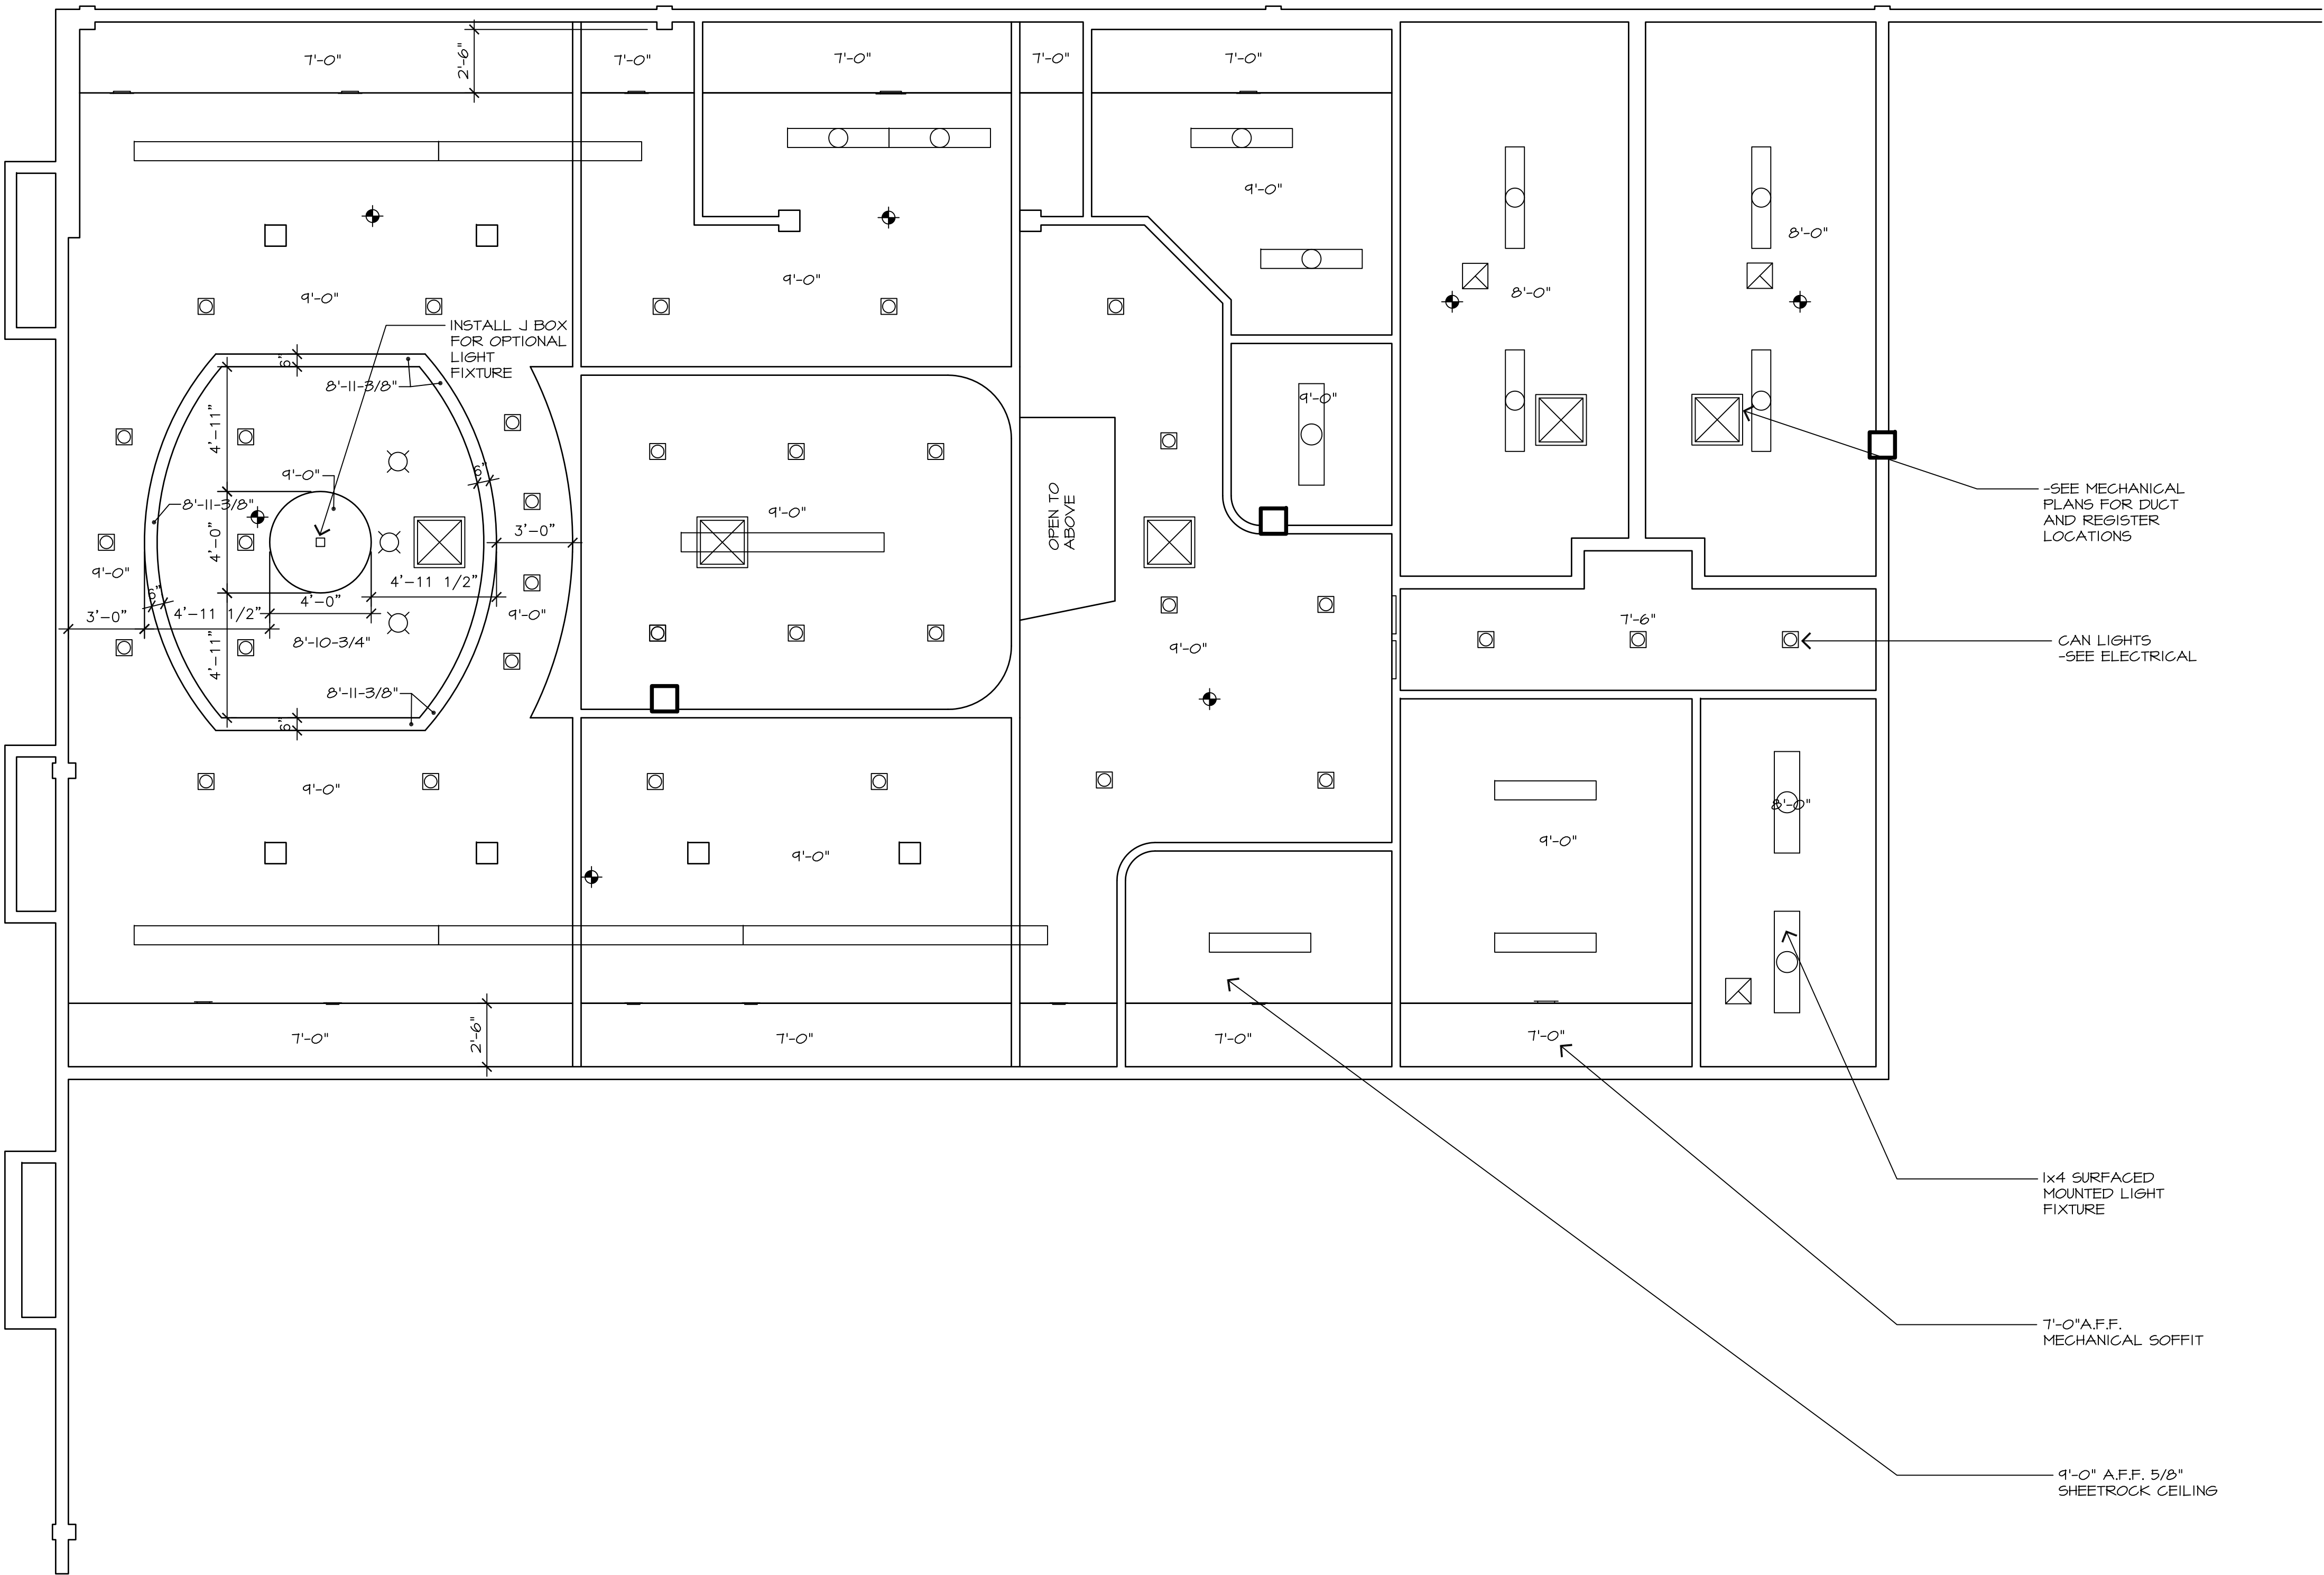 7'-0"
2'-6"
7'-0"
7'-0"
7'-0"
7'-0"
9'-0"
8'-0"
9'-0"
8'-0"
9'-0"
INSTALL J BOX
FOR OPTIONAL
LIGHT
FIXTURE
6"
8'-11-3/8"
9'-0"
4'-11"
9'-0"
6"
8'-11-3/8"
9'-0"
OPEN TO
ABOVE
-SEE MECHANICAL
PLANS FOR DUCT
AND REGISTER
LOCATIONS
4'-0"
3'-0"
9'-0"
4'-11 1/2"
6"
4'-0"
3'-0"
4'-11 1/2"
9'-0"
7'-6"
8'-10-3/4"
9'-0"
CAN LIGHTS
-SEE ELECTRICAL
4'-11"
8'-11-3/8"
6"
9'-0"
8'-0"
9'-0"
9'-0"
7'-0"
2'-6"
7'-0"
7'-0"
7'-0"
1x4 SURFACED
MOUNTED LIGHT
FIXTURE
7'-0"A.F.F.
MECHANICAL SOFFIT
9'-0" A.F.F. 5/8"
SHEETROCK CEILING